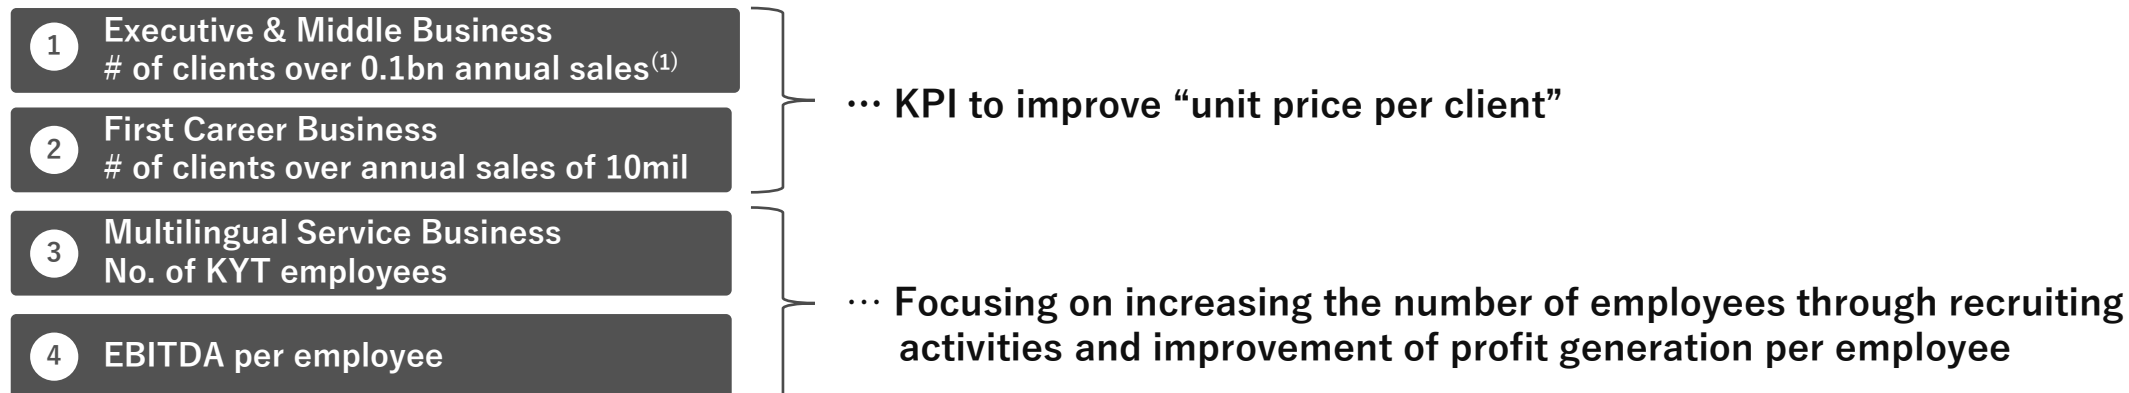 1
Executive & Middle Business
# of clients over 0.1bn annual sales(1)
2
First Career Business
# of clients over annual sales of 10mil
… KPI to improve “unit price per client”
3
Multilingual Service Business
No. of KYT employees
4
EBITDA per employee
… Focusing on increasing the number of employees through recruiting
activities and improvement of profit generation per employee